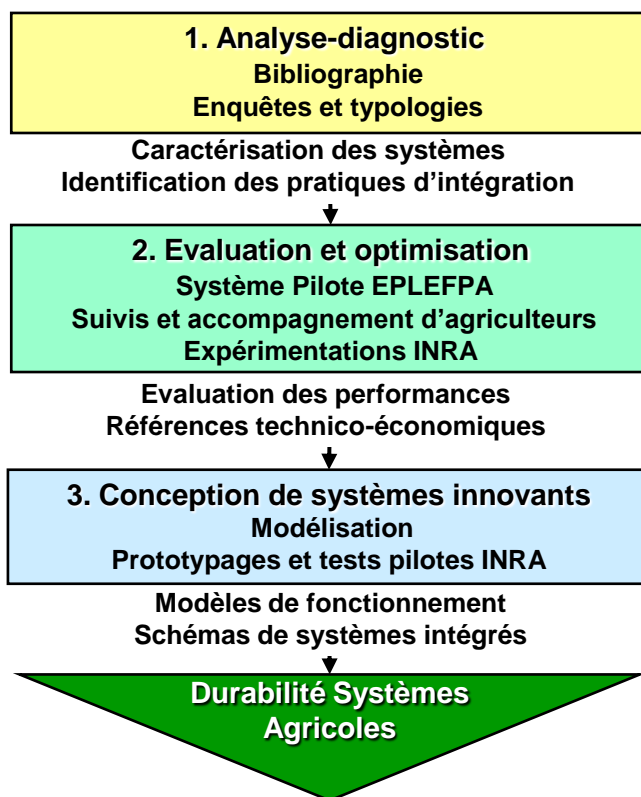 1. Analyse-diagnostic
Bibliographie
Enquêtes et typologies
Caractérisation des systèmes
Identification des pratiques d’intégration
2. Evaluation et optimisation
Système Pilote EPLEFPA
Suivis et accompagnement d’agriculteurs
Expérimentations INRA
Evaluation des performances
Références technico-économiques
3. Conception de systèmes innovants
Modélisation
Prototypages et tests pilotes INRA
Modèles de fonctionnement
Schémas de systèmes intégrés
Durabilité Systèmes
Agricoles